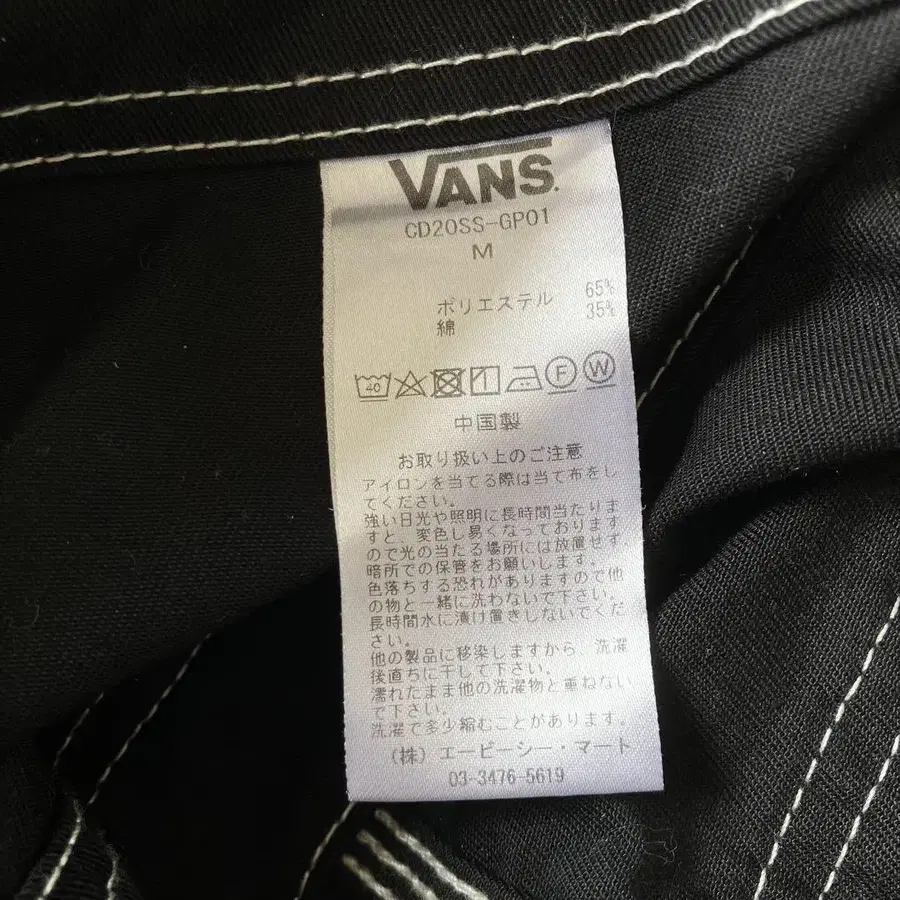 VANS
CD20SS-GP01
M
ポリエステル 65%
綿 35%
40 F W
中国製
お取り扱い上のご注意
アイロンを当てる際は当て布をし
てください。
強い日光や照明に長時間当たりま
すと、変色し易くなっております
ので光の当たる場所には放置せず
暗所での保管をお願いします。
色落ちする恐れがありますので他
の物と一緒に洗わないで下さい。
長時間水に漬け置きしないでくだ
さい。
他の製品に移染しますから、洗濯
後直ちに干して下さい。
濡れたまま他の洗濯物と重ねない
で下さい。
洗濯で多少縮むことがあります。
(株)エービーシー・マート
03-3476-5619